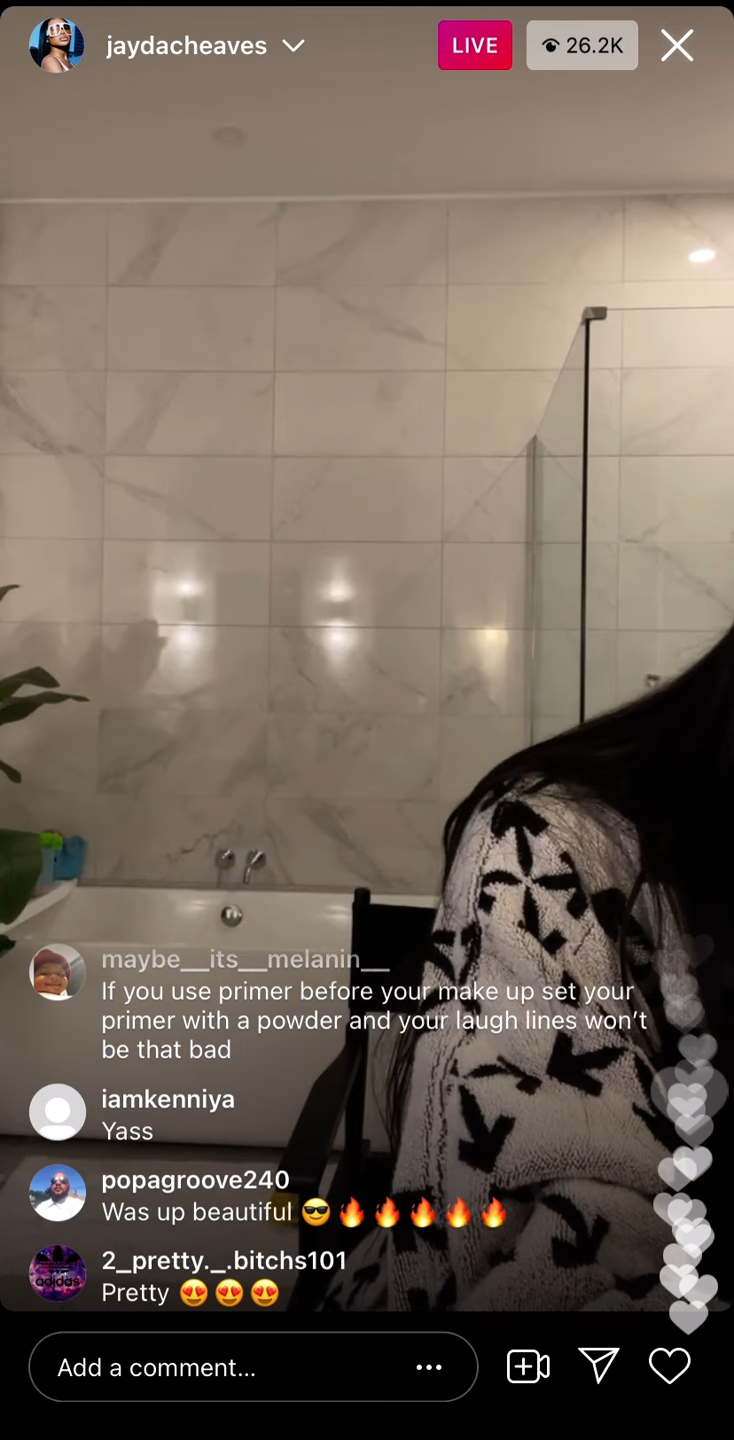 jaydacheaves
LIVE
26.2K
maybe__its__melanin__
If you use primer before your make up set your
primer with a powder and your laugh lines won’t
be that bad
iamkenniya
Yass
popagroove240
Was up beautiful 😎🔥🔥🔥🔥🔥
adidas
2_pretty._.bitchs101
Pretty 😍😍😍
Add a comment...